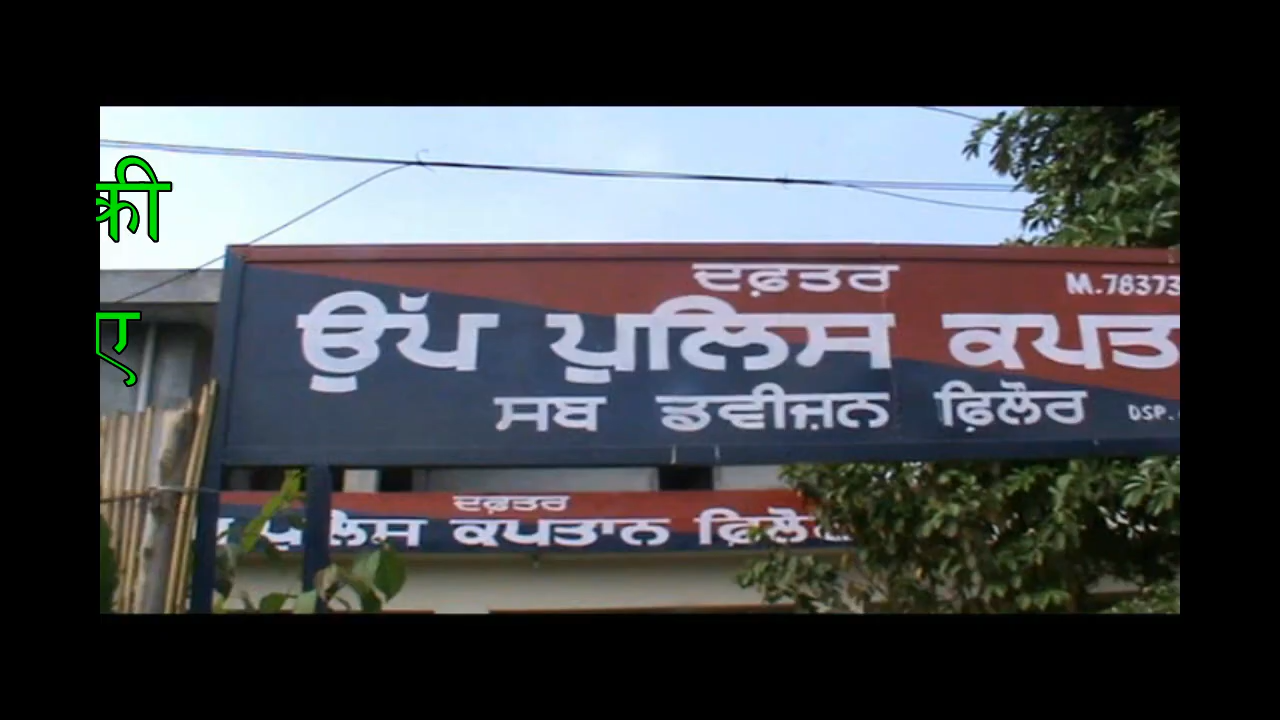 की
ए
ਦਫ਼ਤਰ
M.78373
ਉੱਪ ਪੁਲਿਸ ਕਪਤ
ਸਬ ਡਵੀਜ਼ਨ ਫ਼ਿਲੌਰ DSP.
ਦਫ਼ਤਰ
ਪੁਲਿਸ ਕਪਤਾਨ ਫ਼ਿਲੌਰ